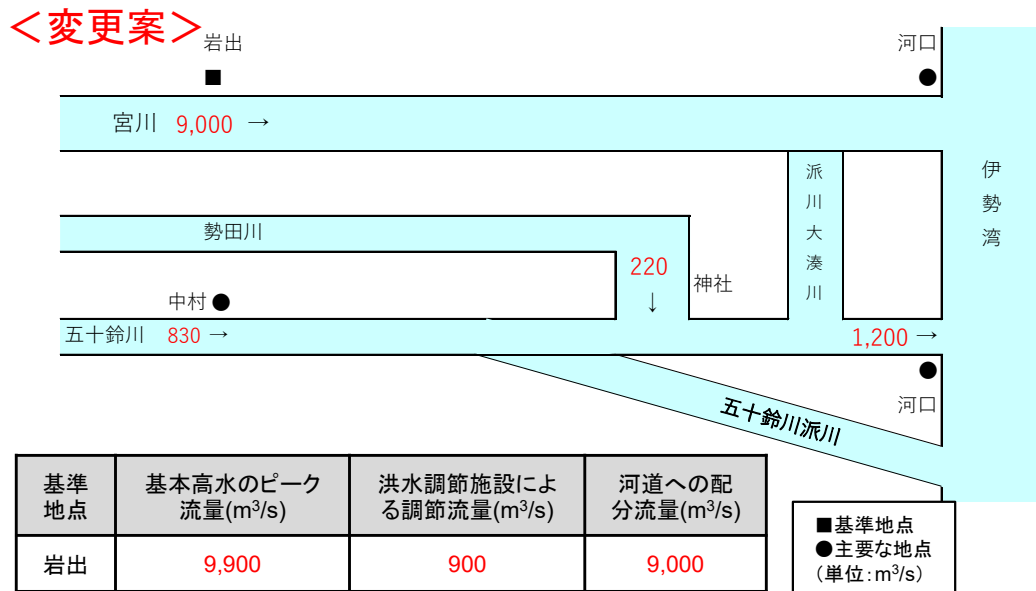 <変更案>
岩出
■
河口
●
宮川 9,000 →
派川大湊川
伊勢湾
勢田川
220
↓
神社
中村●
五十鈴川 830 →
1,200 →
●
河口
五十鈴川派川
基準地点 基本高水のピーク流量(m³/s) 洪水調節施設による調節流量(m³/s) 河道への配分流量(m³/s)
岩出 9,900 900 9,000
■基準地点
●主要な地点
(単位:m³/s)